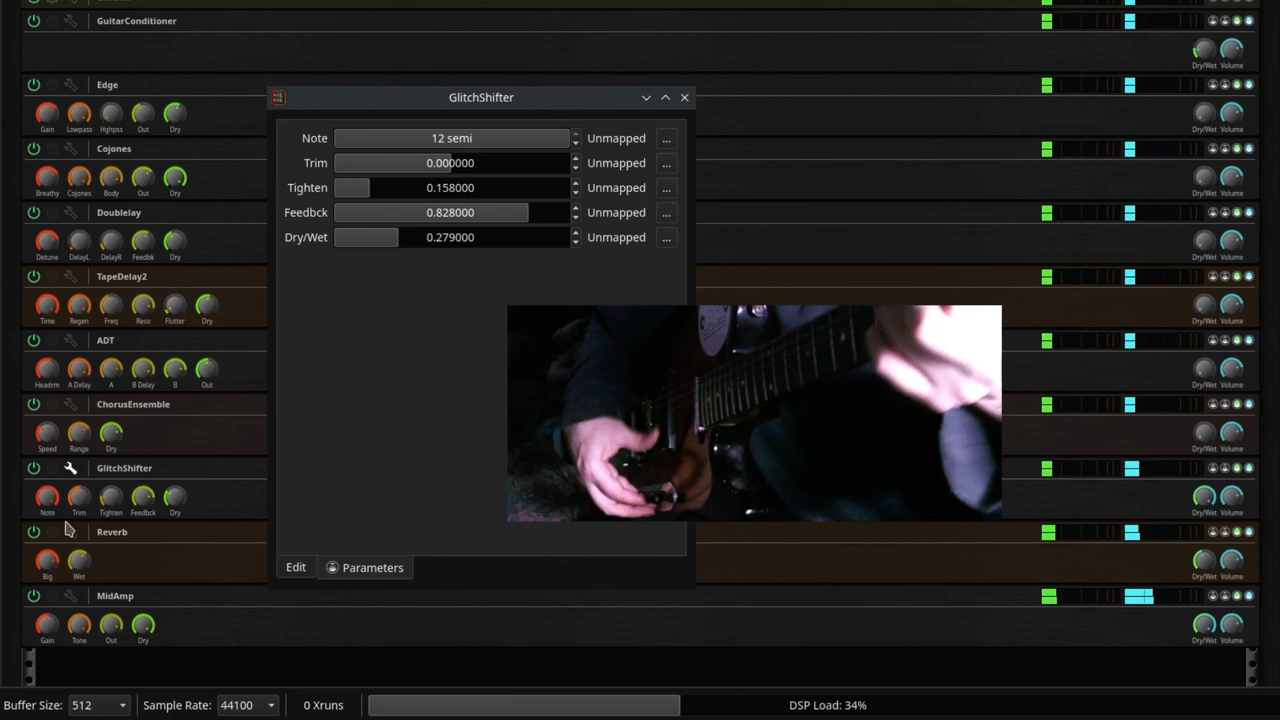 GuitarConditioner
Dry/Wet Volume
Edge
Gain Lowpass Hghpss Out Dry
Dry/Wet Volume
Cojones
Breathy Cojones Body Out Dry
Dry/Wet Volume
Doublelay
Detune DelayL DelayR Feedbk Dry
Dry/Wet Volume
TapeDelay2
Time Regen Freq Reso Flutter Dry
Dry/Wet Volume
ADT
Headrm A Delay A B Delay B Out
Dry/Wet Volume
ChorusEnsemble
Speed Range Dry
Dry/Wet Volume
GlitchShifter
Note Trim Tighten Feedbck Dry
Dry/Wet Volume
Reverb
Big Wet
Dry/Wet Volume
MidAmp
Gain Tone Out Dry
Dry/Wet Volume
GlitchShifter
Note 12 semi Unmapped ...
Trim 0.000000 Unmapped ...
Tighten 0.158000 Unmapped ...
Feedbck 0.828000 Unmapped ...
Dry/Wet 0.279000 Unmapped ...
Edit Parameters
Buffer Size: 512 Sample Rate: 44100 0 Xruns DSP Load: 34%